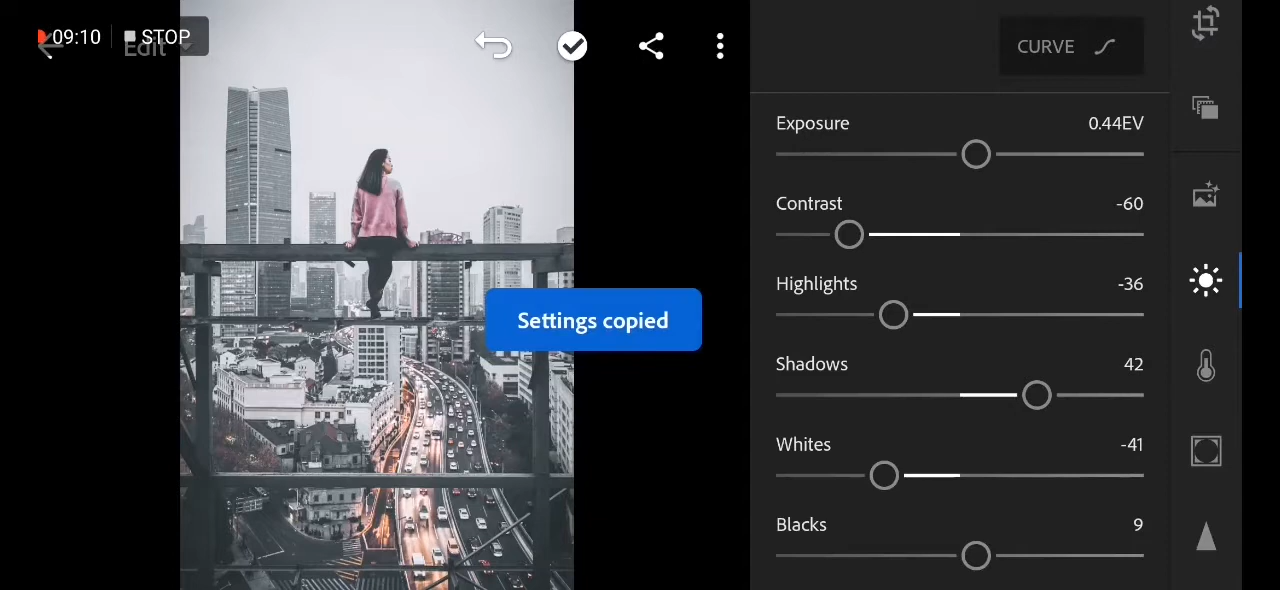 09:10
STOP
Edit
CURVE
Exposure 0.44EV
Contrast -60
Highlights -36
Settings copied
Shadows 42
Whites -41
Blacks 9